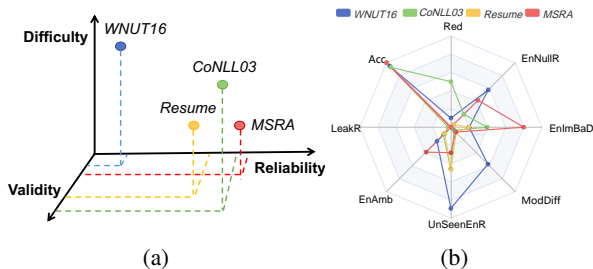 WNUT16 CoNLL03 Resume MSRA
Difficulty
WNUT16
CoNLL03
Resume
MSRA
Reliability
Validity
Red
Acc
EnNullR
LeakR
EnImBaD
EnAmb
ModDiff
UnSeenEnR
(a) (b)